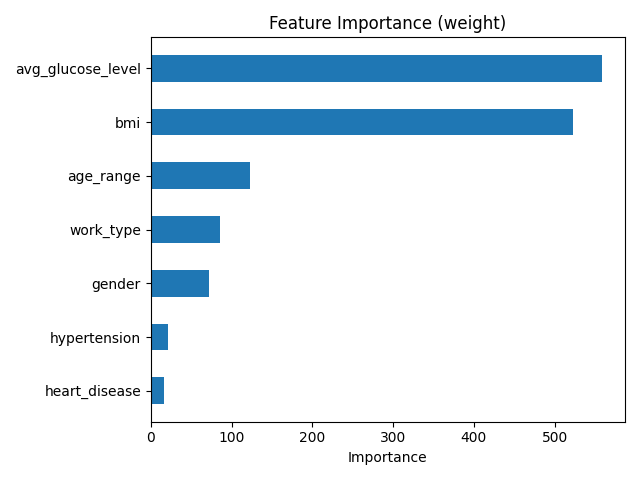 Feature Importance (weight)
avg_glucose_level
bmi
age_range
work_type
gender
hypertension
heart_disease
0 100 200 300 400 500
Importance